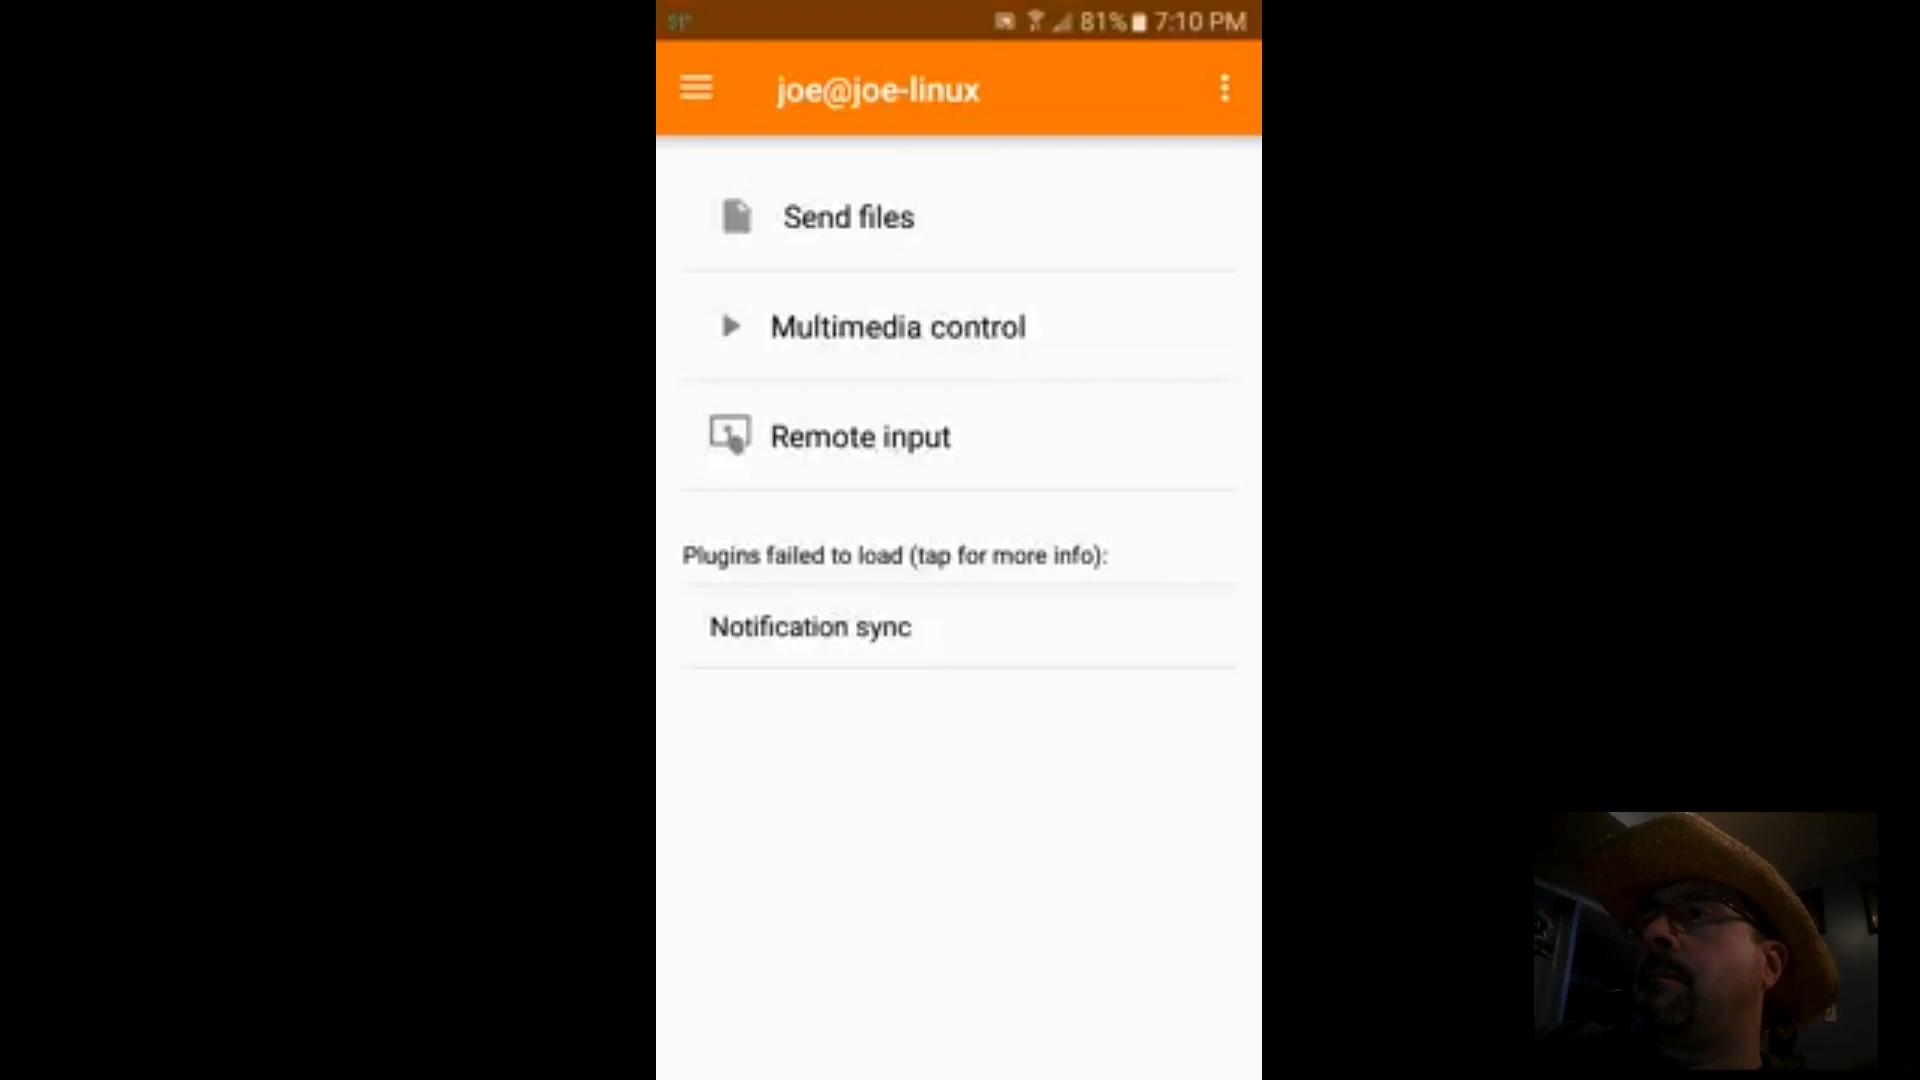 51°
81% 7:10 PM
joe@joe-linux
Send files
Multimedia control
Remote input
Plugins failed to load (tap for more info):
Notification sync